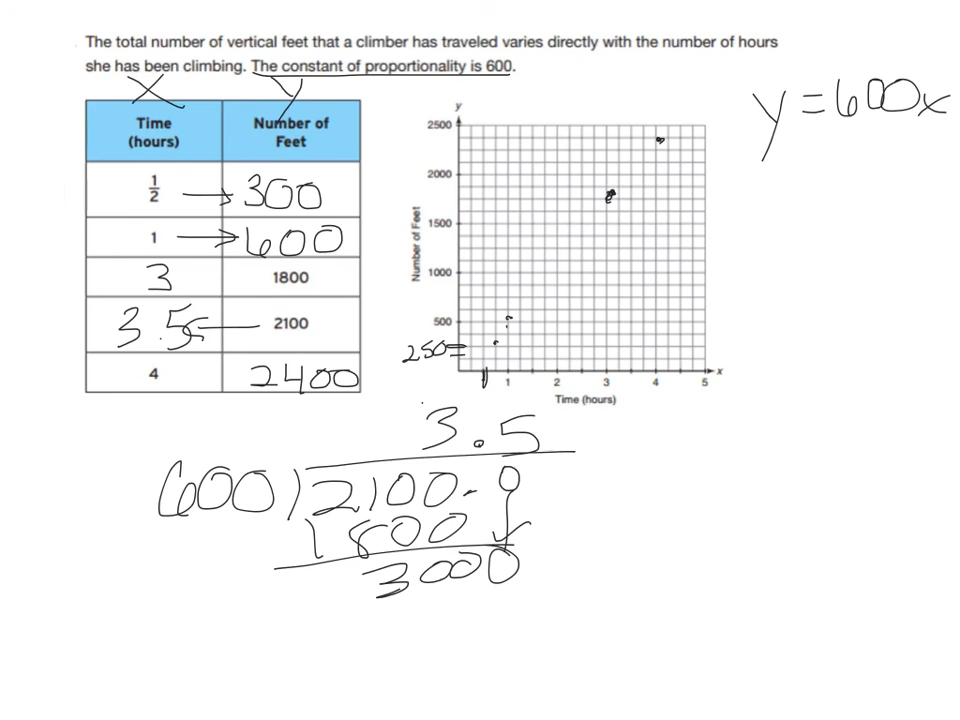 The total number of vertical feet that a climber has traveled varies directly with the number of hours
she has been climbing. The constant of proportionality is 600.
X Y
y = 600x
Time (hours) Number of Feet
1/2 → 300
1 → 600
3 1800
3.5 2100
4 2400
y
2500
2000
1500
1000
500
250
Number of Feet
1 2 3 4 5 x
Time (hours)
3.5
600 2100.0
1800
3000